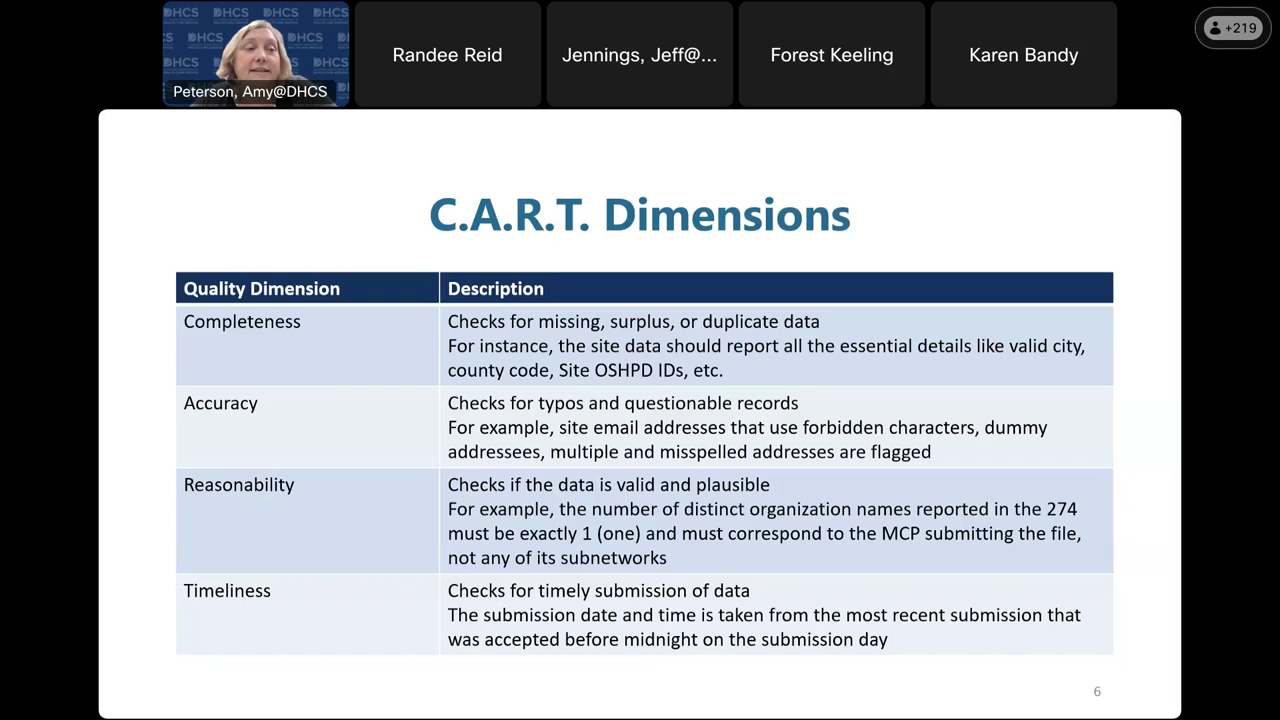 DHCS
Peterson, Amy@DHCS
Randee Reid
Jennings, Jeff@...
Forest Keeling
Karen Bandy
+219
C.A.R.T. Dimensions
Quality Dimension
Description
Completeness
Checks for missing, surplus, or duplicate data
For instance, the site data should report all the essential details like valid city,
county code, Site OSHPD IDs, etc.
Accuracy
Checks for typos and questionable records
For example, site email addresses that use forbidden characters, dummy
addressees, multiple and misspelled addresses are flagged
Reasonability
Checks if the data is valid and plausible
For example, the number of distinct organization names reported in the 274
must be exactly 1 (one) and must correspond to the MCP submitting the file,
not any of its subnetworks
Timeliness
Checks for timely submission of data
The submission date and time is taken from the most recent submission that
was accepted before midnight on the submission day
6